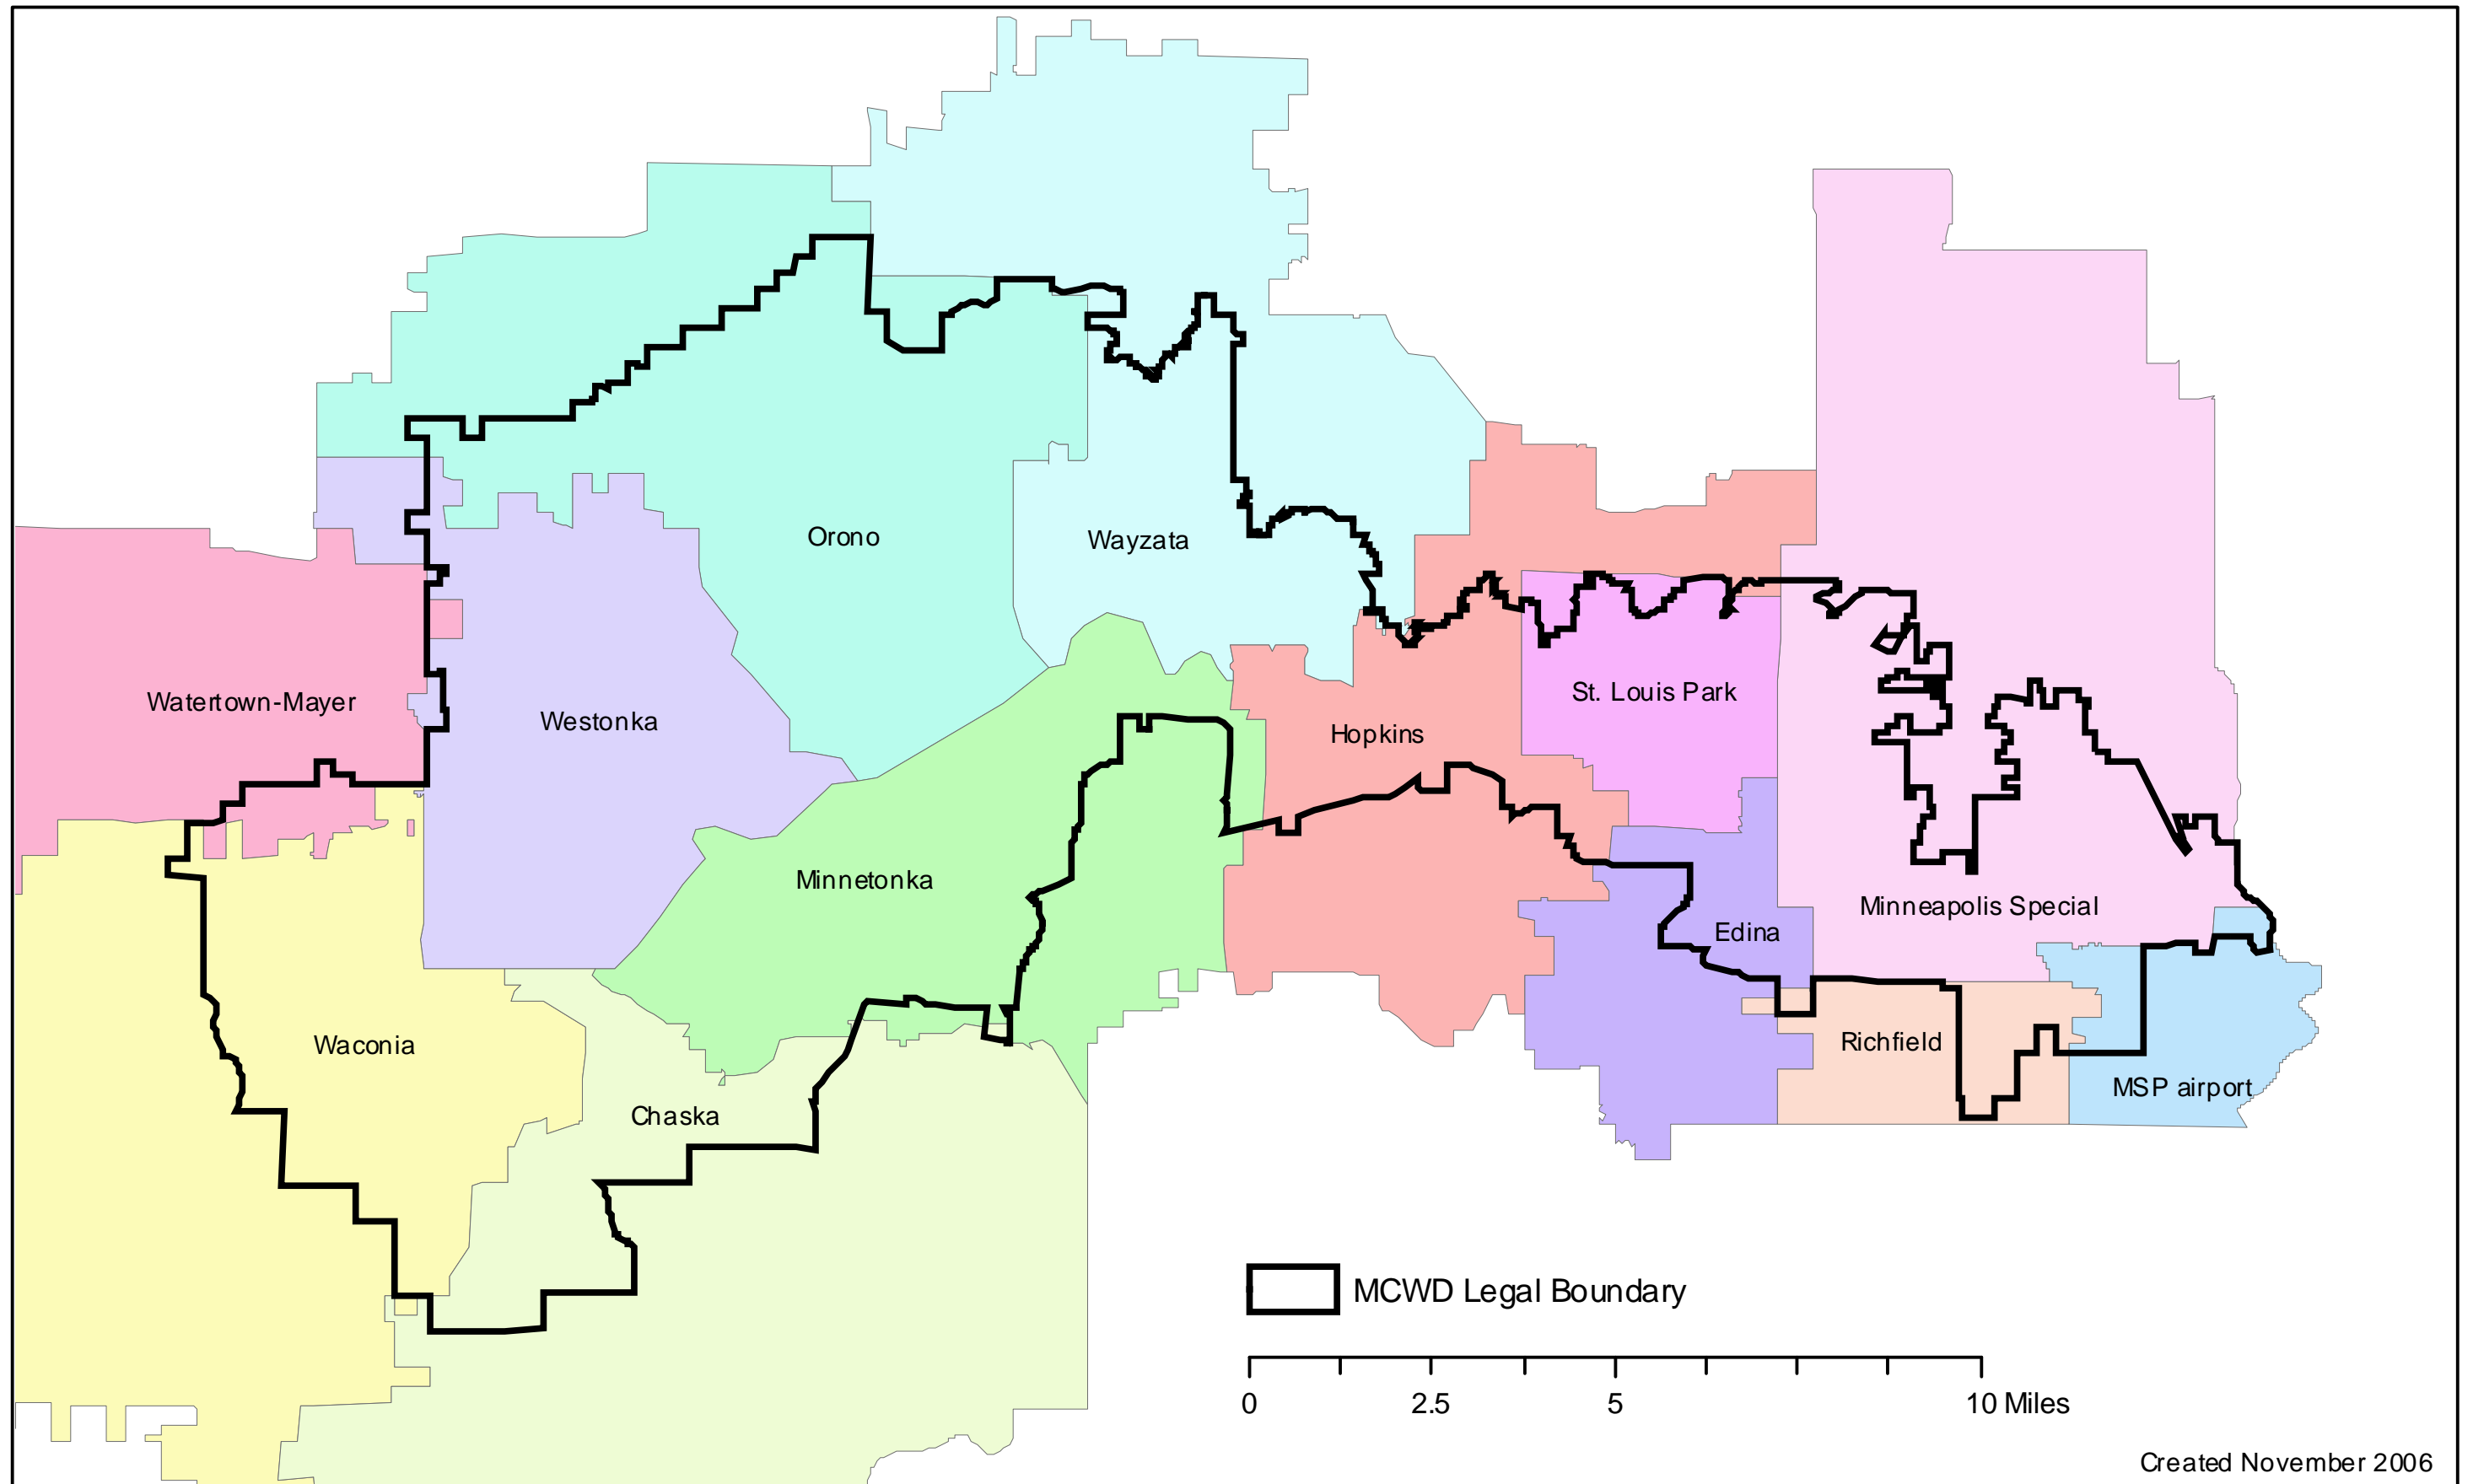 Orono
Wayzata
Watertown-Mayer
Westonka
St. Louis Park
Hopkins
Minnetonka
Minneapolis Special
Edina
Waconia
Richfield
MSP airport
Chaska
MCWD Legal Boundary
0 2.5 5 10 Miles
Created November 2006